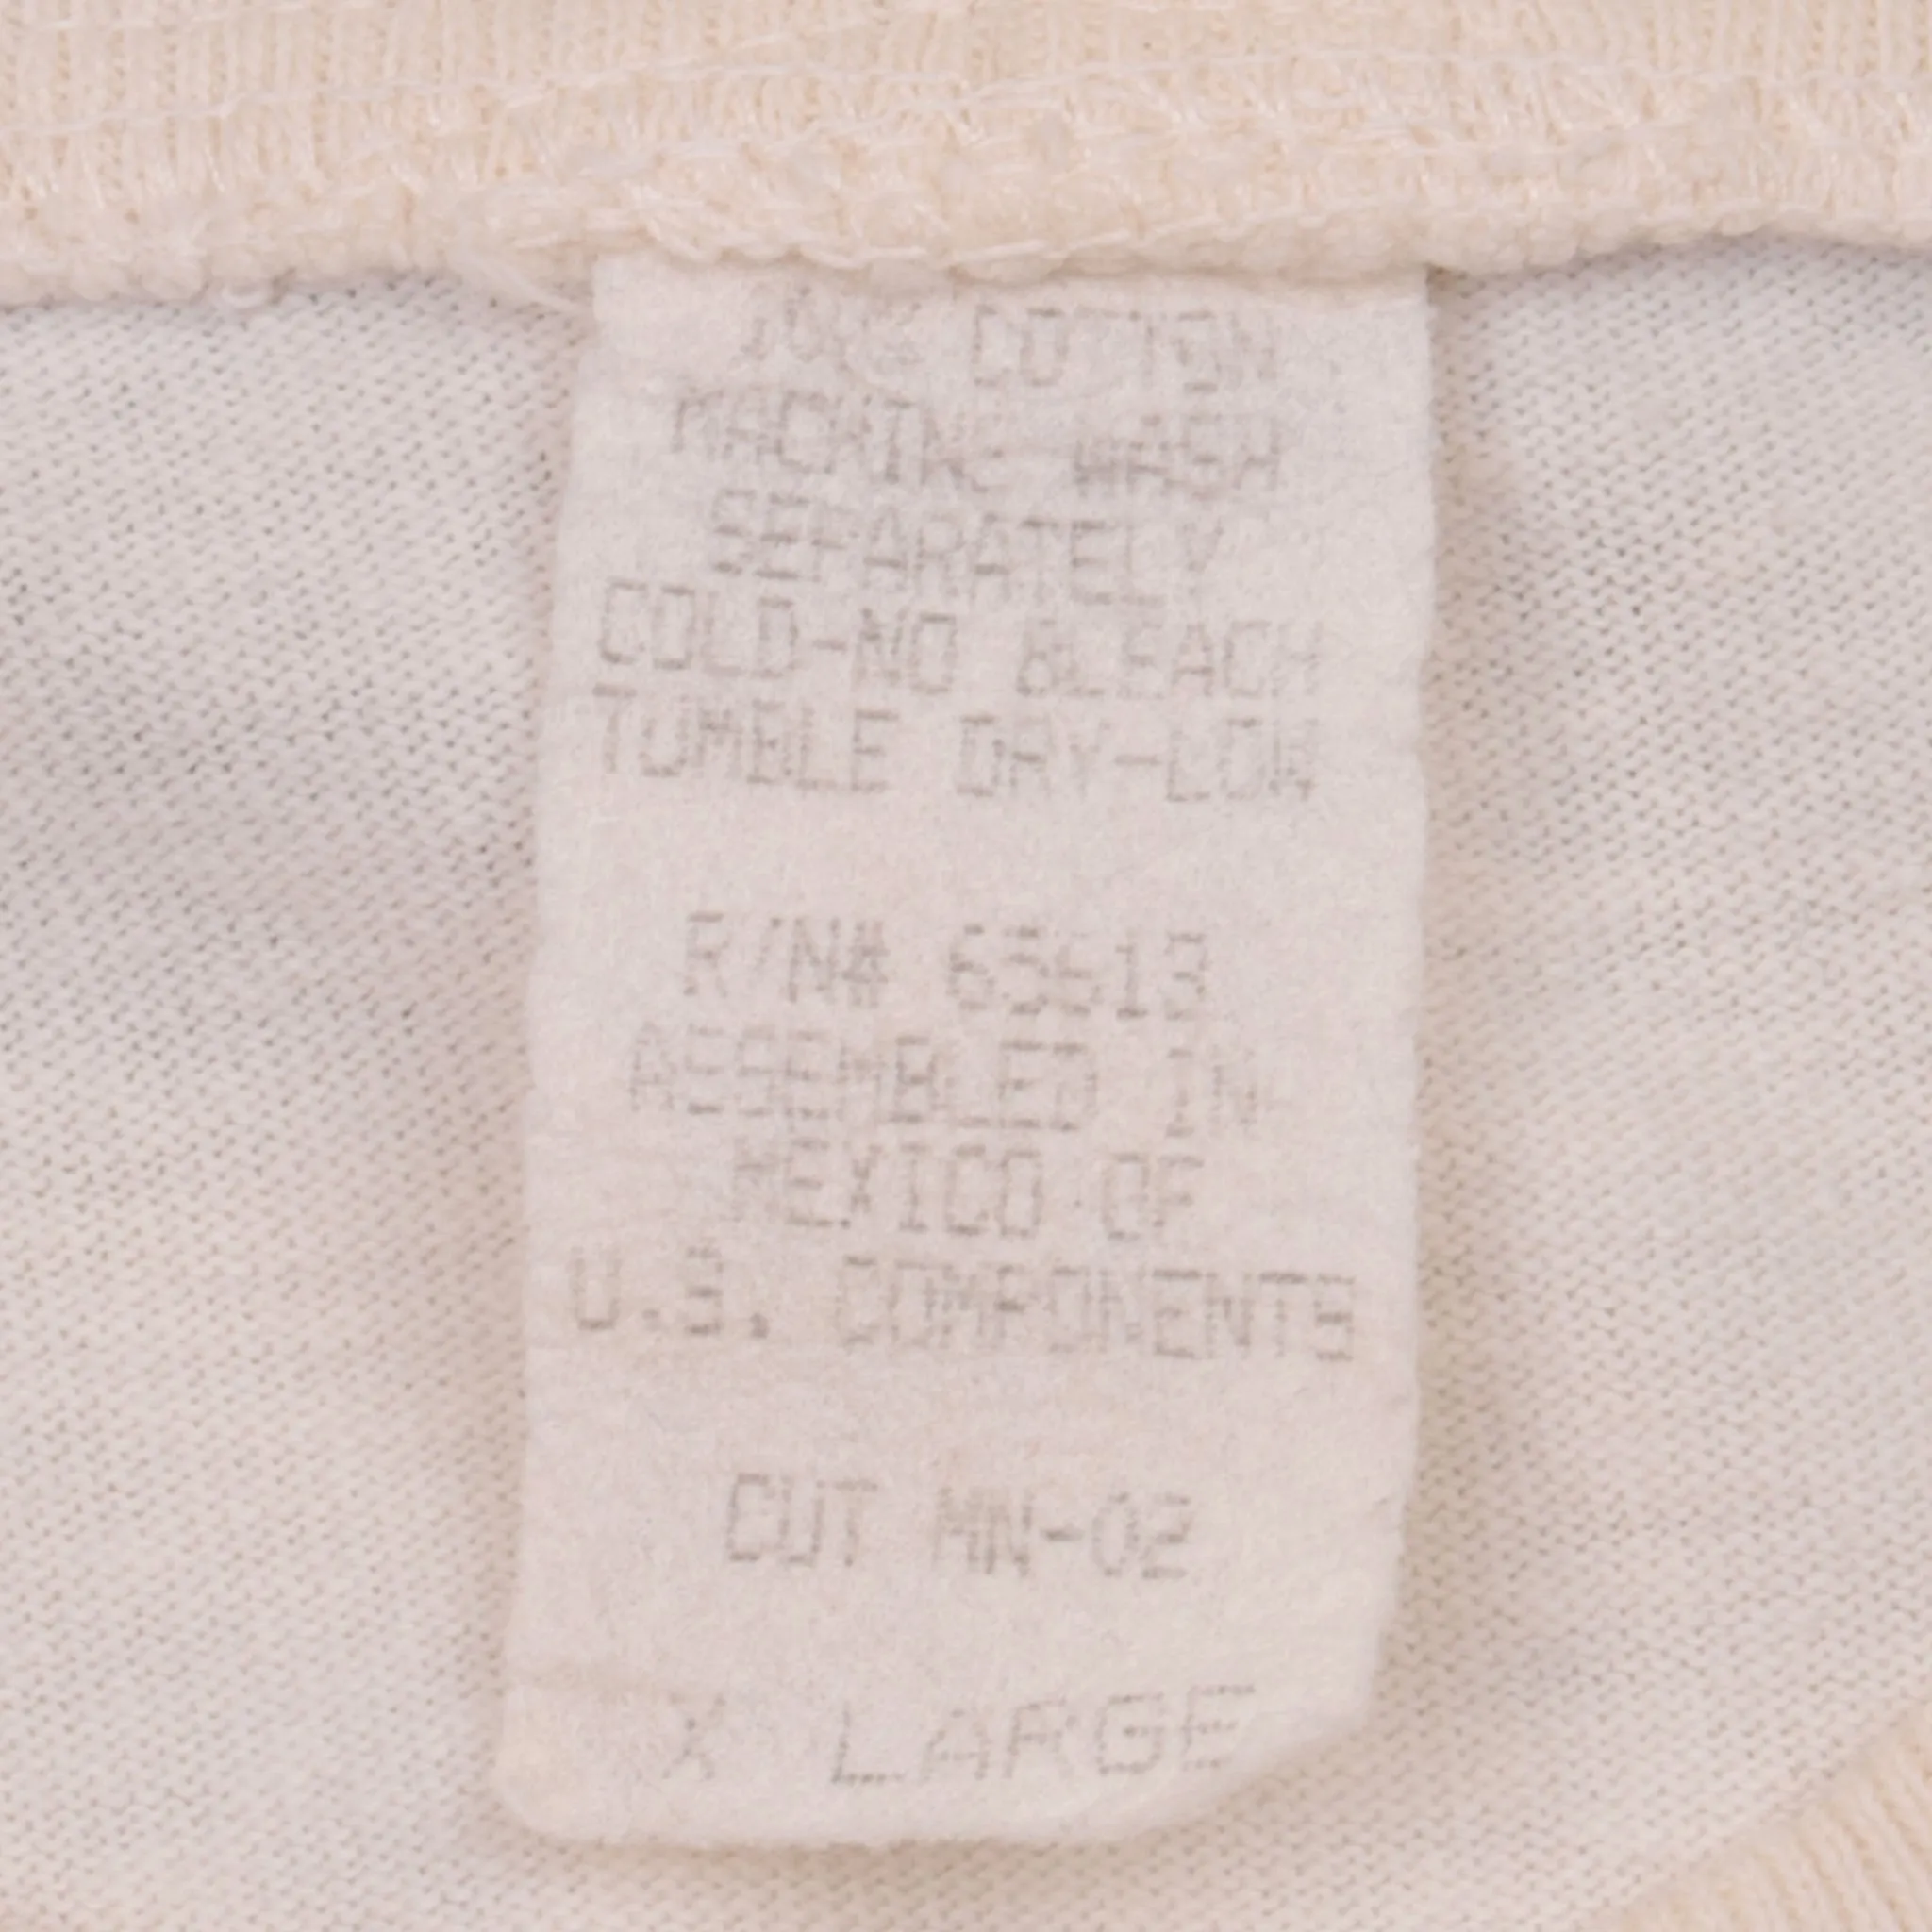 100% COTTON
MACHINE WASH
SEPARATELY
COLD-NO BLEACH
TUMBLE DRY-LOW
R/N# 65613
ASSEMBLED IN
MEXICO OF
U.S. COMPONENTS
CUT MN-02
X LARGE